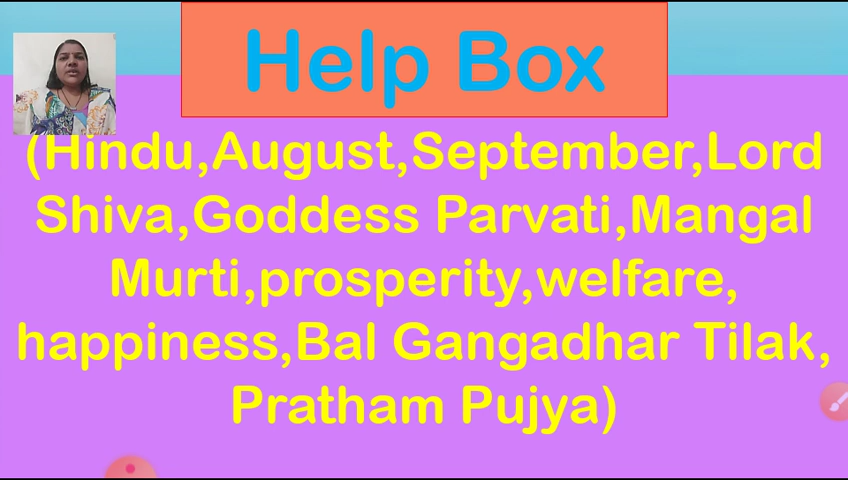 Help Box
(Hindu,August,September,Lord
Shiva,Goddess Parvati,Mangal
Murti,prosperity,welfare,
happiness,Bal Gangadhar Tilak,
Pratham Pujya)